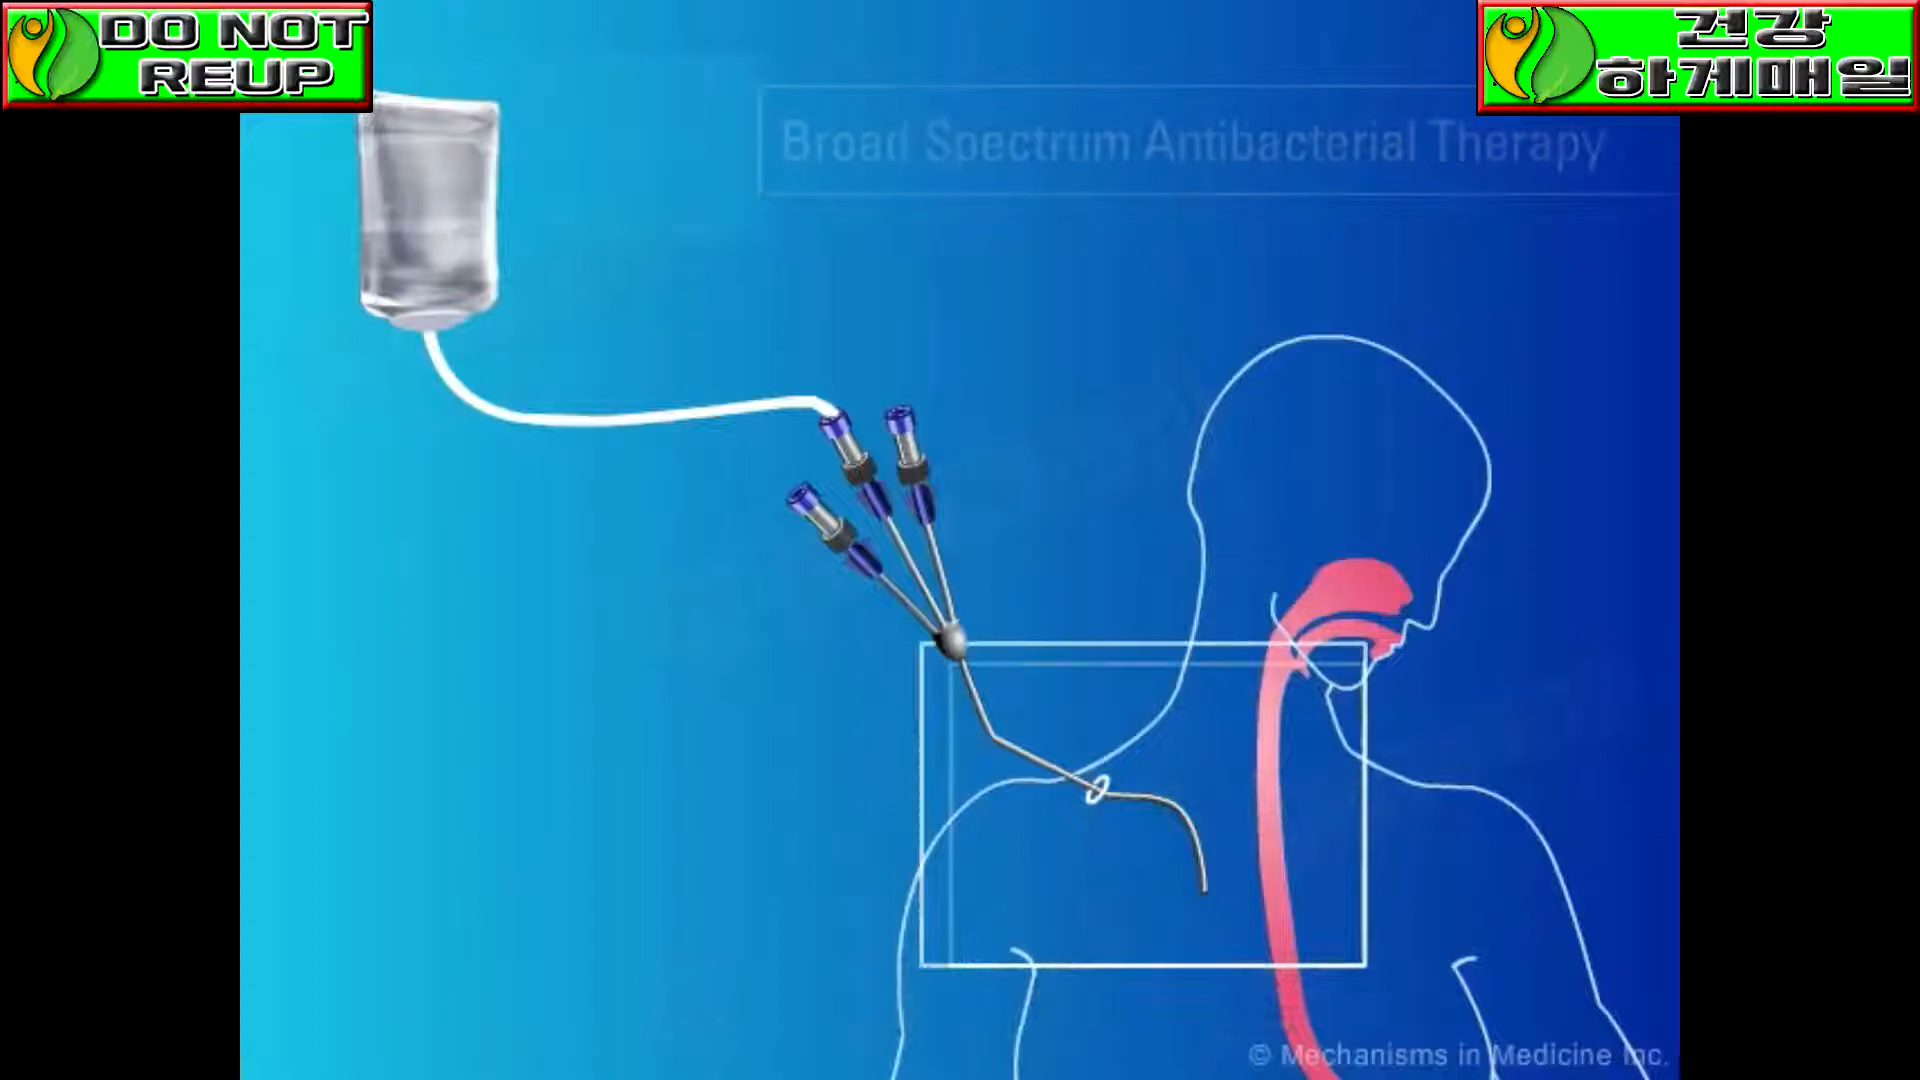 DO NOT
REUP
건강
하게매일
Broad Spectrum Antibacterial Therapy
© Mechanisms in Medicine Inc.